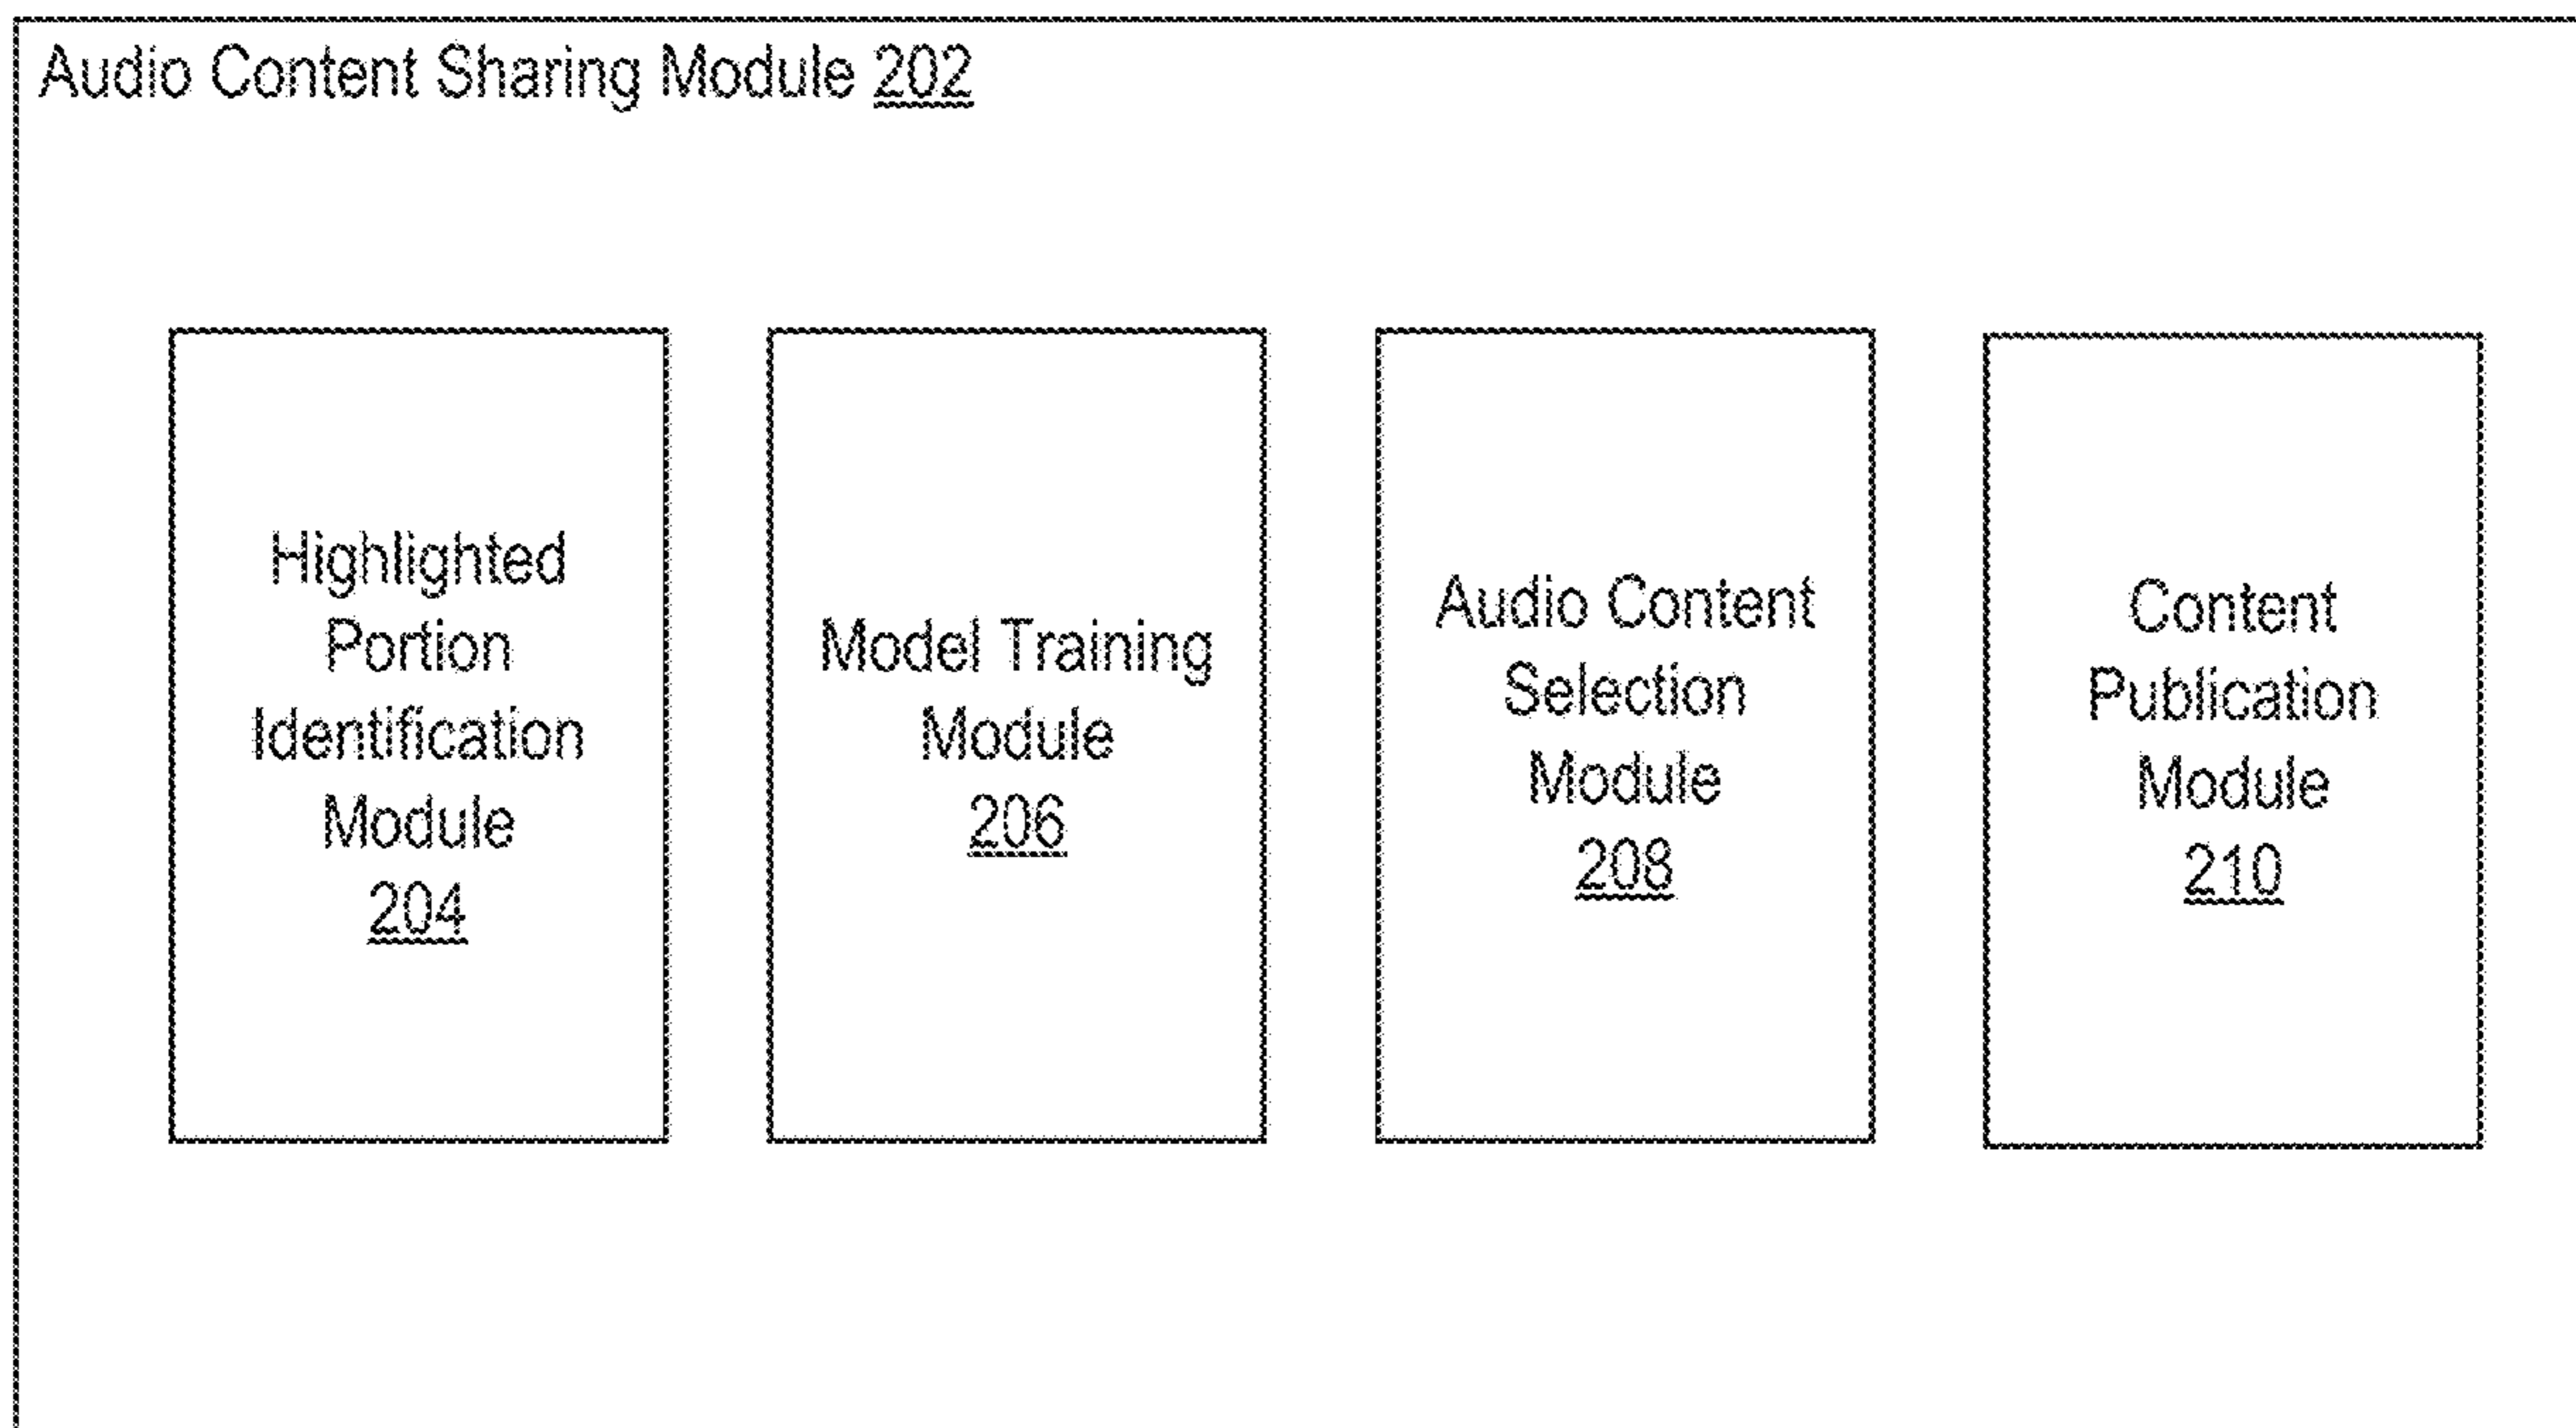 Audio Content Sharing Module 202
Highlighted
Portion
Identification
Module
204
Model Training
Module
206
Audio Content
Selection
Module
208
Content
Publication
Module
210